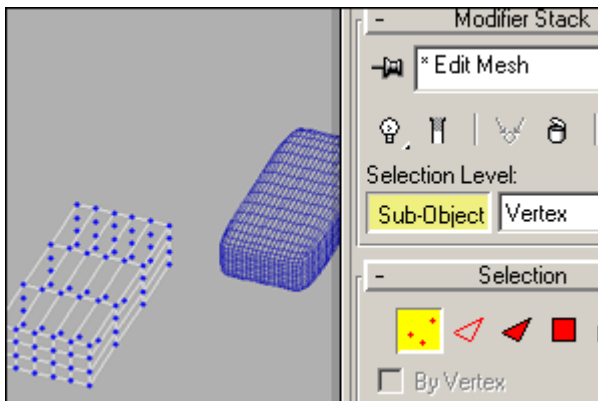 - Modifier Stack
* Edit Mesh
Selection Level:
Sub-Object Vertex
- Selection
By Vertex